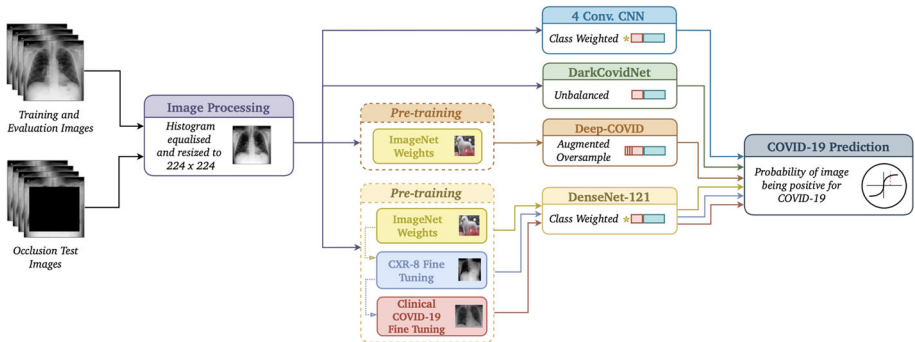 Training and
Evaluation Images
Occlusion Test
Images
Image Processing
Histogram
equalised
and resized to
224 x 224
Pre-training
ImageNet
Weights
Pre-training
ImageNet
Weights
CXR-8 Fine
Tuning
Clinical
COVID-19
Fine Tuning
4 Conv. CNN
Class Weighted *
DarkCovidNet
Unbalanced
Deep-COVID
Augmented
Oversample
DenseNet-121
Class Weighted *
COVID-19 Prediction
Probability of image
being positive for
COVID-19